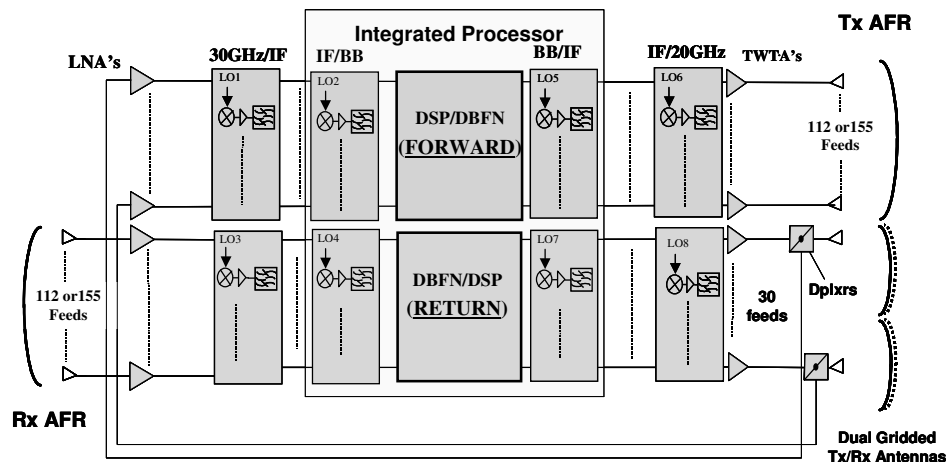 Integrated Processor
Tx AFR
LNA's
30GHz/IF
IF/BB
BB/IF
IF/20GHz
TWTA's
LO1
LO2
LO5
LO6
DSP/DBFN
(FORWARD)
112 or155
Feeds
LO3
LO4
LO7
LO8
DBFN/DSP
(RETURN)
112 or155
Feeds
30
feeds
Dplxrs
Rx AFR
Dual Gridded
Tx/Rx Antennas